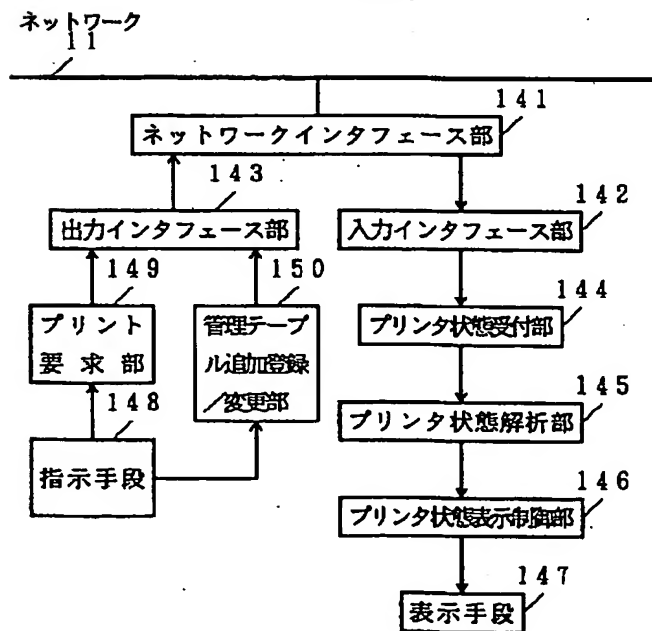 ネットワーク
11
141
ネットワークインタフェース部
143
142
出力インタフェース部
入力インタフェース部
149
150
144
プリント
要求部
管理テーブ
ル追加登録
／変更部
プリンタ状態受付部
145
148
プリンタ状態解析部
指示手段
146
プリンタ状態表示制御部
147
表示手段